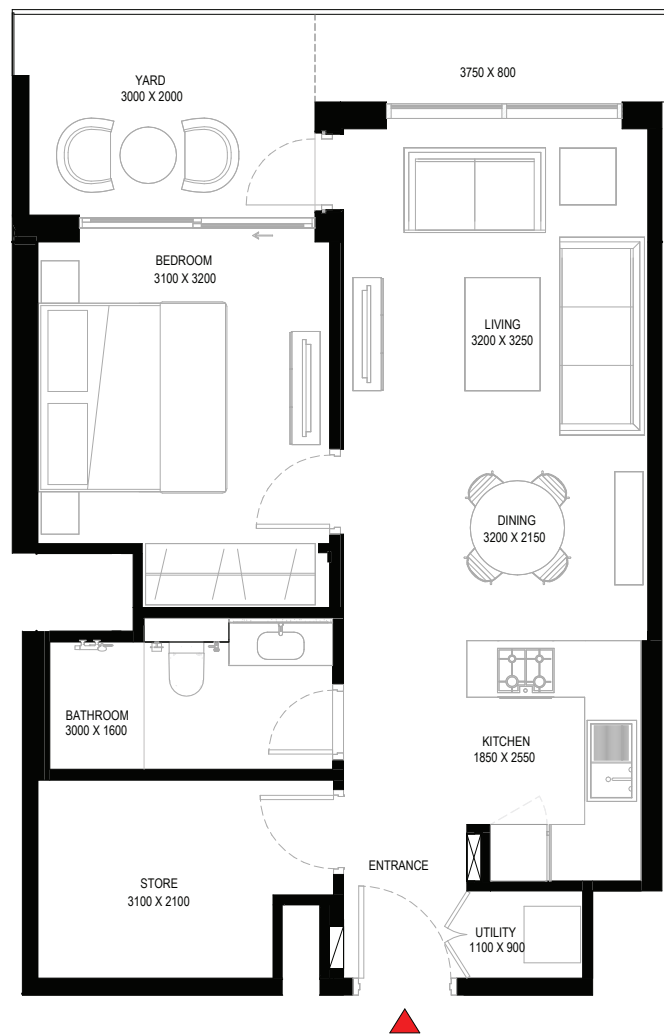 YARD
3000 X 2000
3750 X 800
BEDROOM
3100 X 3200
LIVING
3200 X 3250
DINING
3200 X 2150
BATHROOM
3000 X 1600
KITCHEN
1850 X 2550
ENTRANCE
STORE
3100 X 2100
UTILITY
1100 X 900